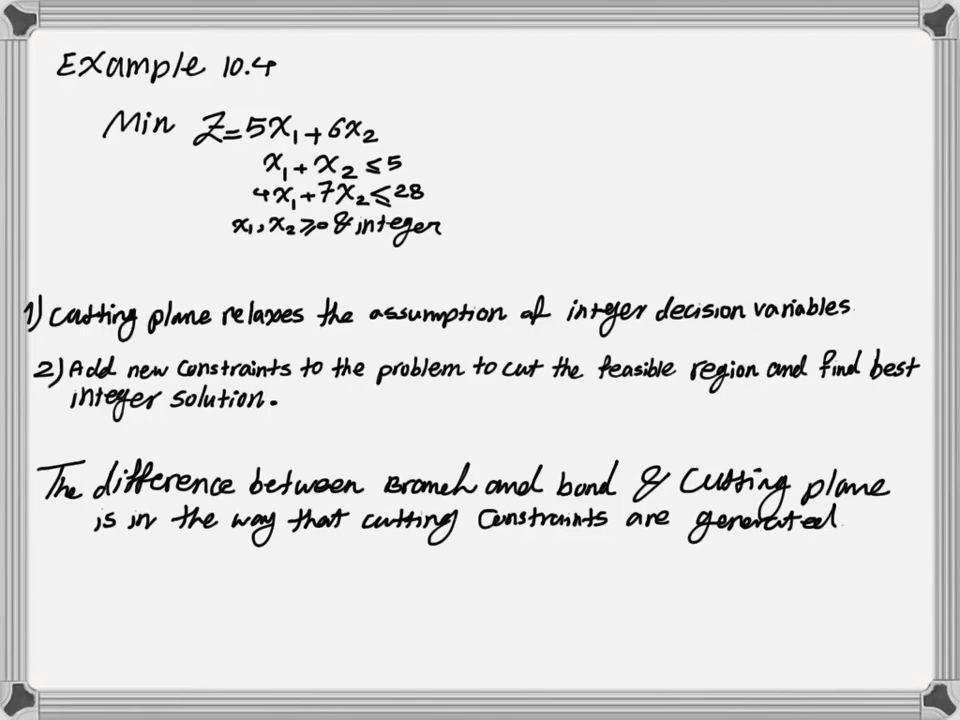 Example 10.4
Min Z=5x₁+6x₂
x₁+x₂≤5
4x₁+7x₂≤28
x₁,x₂≥0 & integer
1) Cutting plane relaxes the assumption of integer decision variables.
2) Add new constraints to the problem to cut the feasible region and find best
integer solution.
The difference between Branch and bond & Cutting plane
is in the way that cutting constraints are generated.